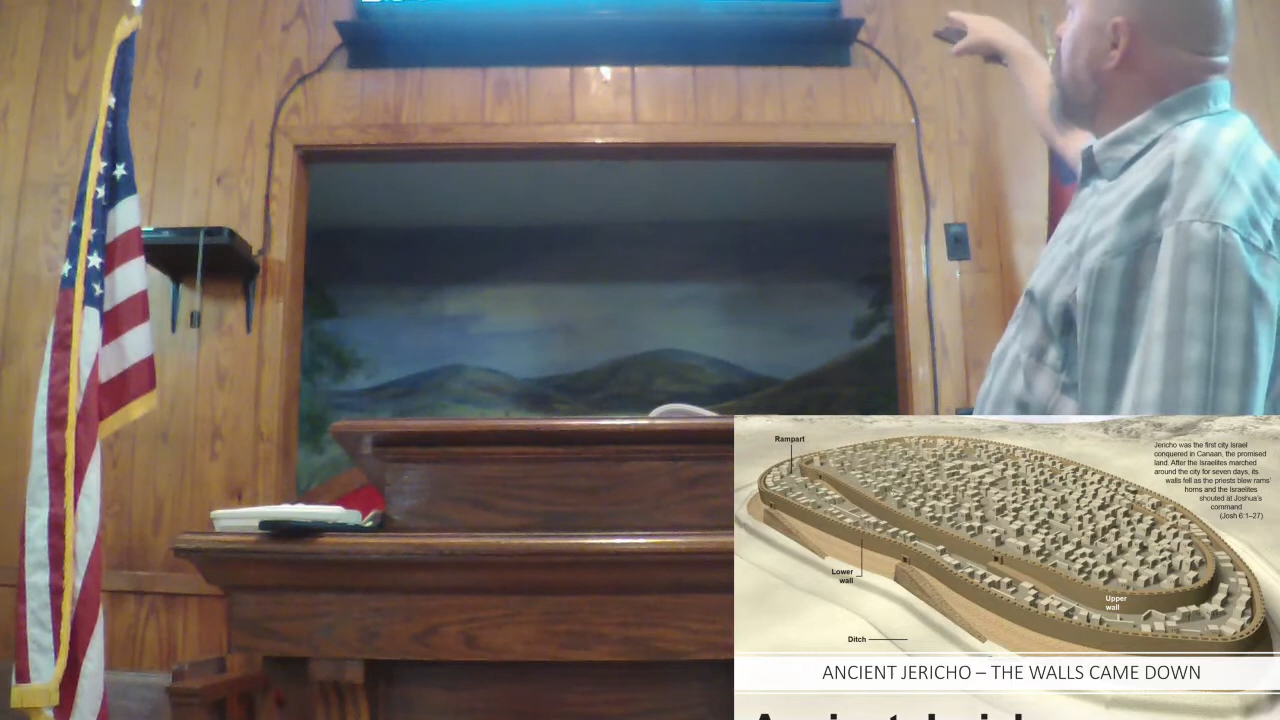 Rampart
Jericho was the first city Israel
conquered in Canaan, the promised
land. After the Israelites marched
around the city for seven days, its
walls fell as the priests blew rams'
horns and the Israelites
shouted at Joshua's
command
(Josh 6:1–27)
Lower
wall
Upper
wall
Ditch
ANCIENT JERICHO – THE WALLS CAME DOWN